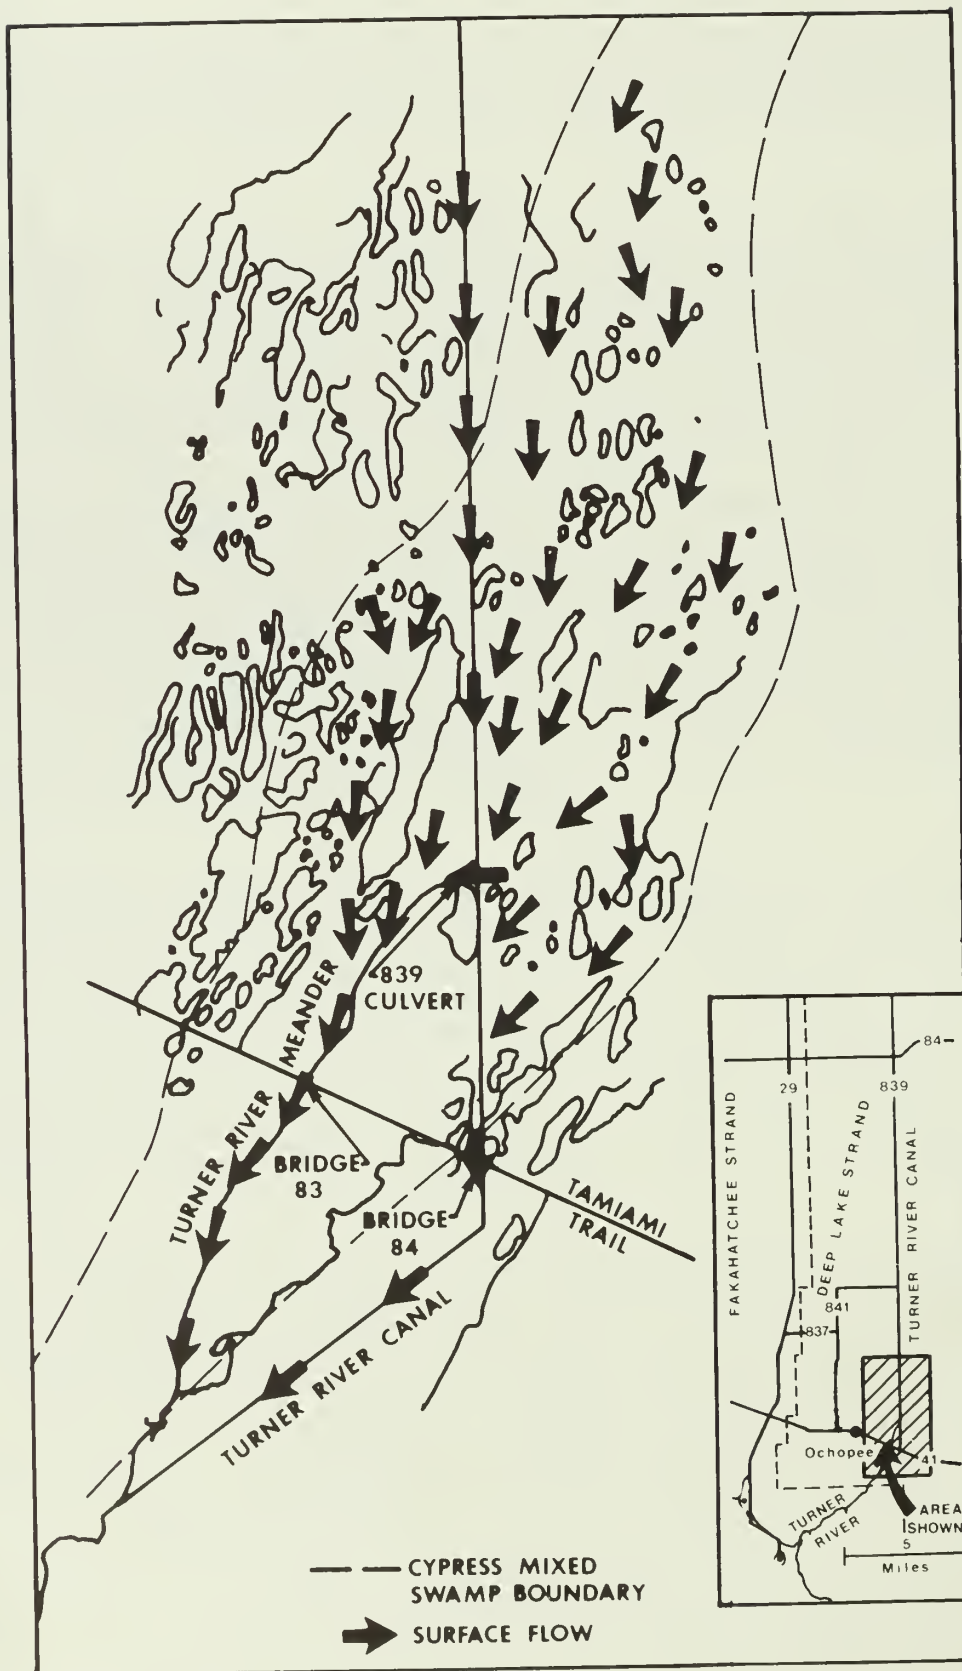 839
CULVERT
MEANDER
TURNER RIVER
BRIDGE
83
BRIDGE
84
TAMIAMI
TRAIL
TURNER RIVER CANAL
CYPRESS MIXED
SWAMP BOUNDARY
SURFACE FLOW
84
29
839
FAKAHATCHEE STRAND
DEEP LAKE STRAND
TURNER RIVER CANAL
841
837
Ochopee
41
TURNER
RIVER
AREA
SHOWN
5
Miles